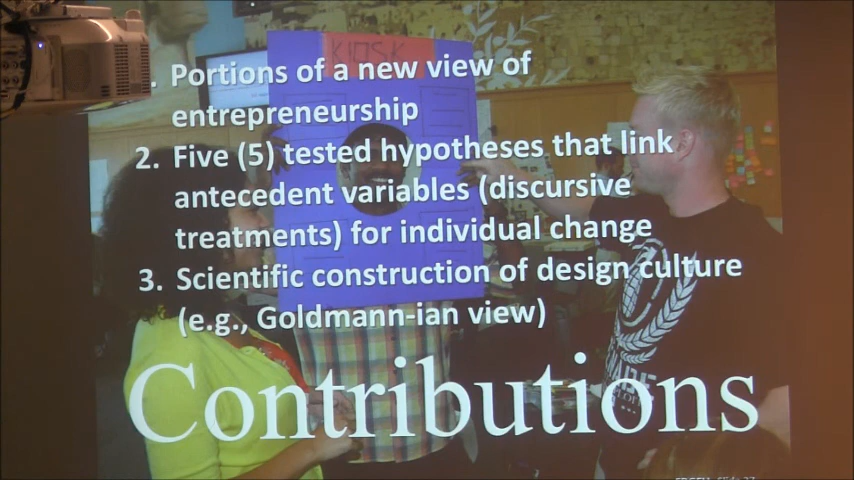 KIOSK
1. Portions of a new view of
entrepreneurship
2. Five (5) tested hypotheses that link
antecedent variables (discursive
treatments) for individual change
3. Scientific construction of design culture
(e.g., Goldmann-ian view)
Contributions